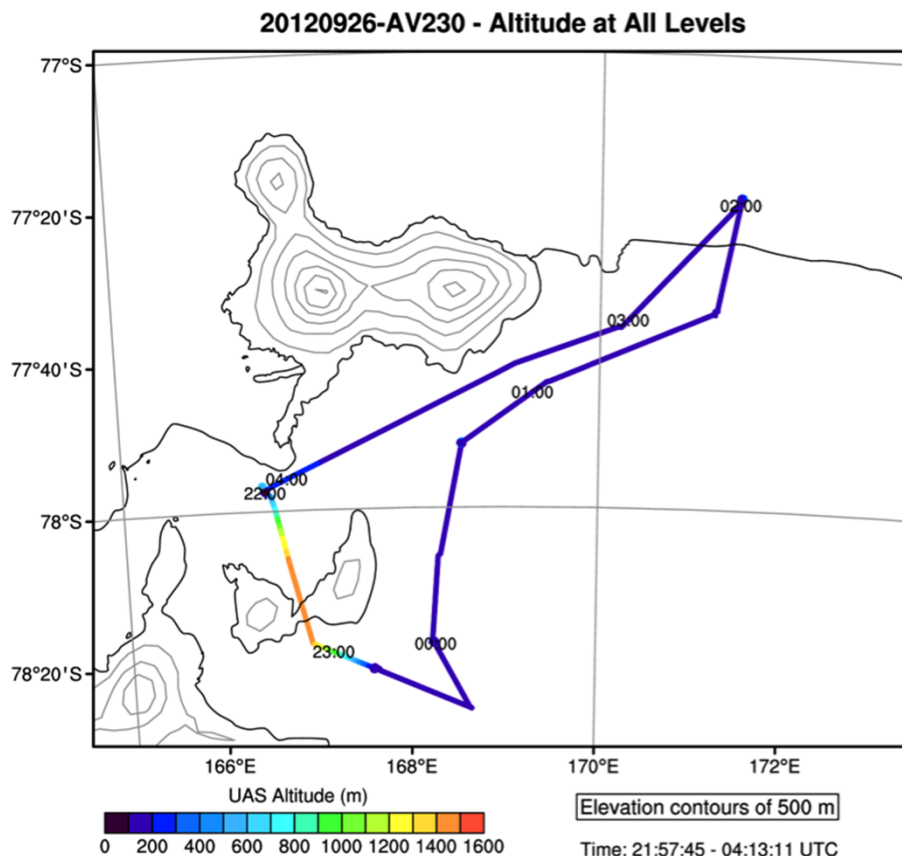 20120926-AV230 - Altitude at All Levels
77°S
77°20'S
02:00
03:00
77°40'S
01:00
04:00
22:00
78°S
00:00
23:00
78°20'S
166°E 168°E 170°E 172°E
UAS Altitude (m)
Elevation contours of 500 m
0 200 400 600 800 1000 1200 1400 1600
Time: 21:57:45 - 04:13:11 UTC